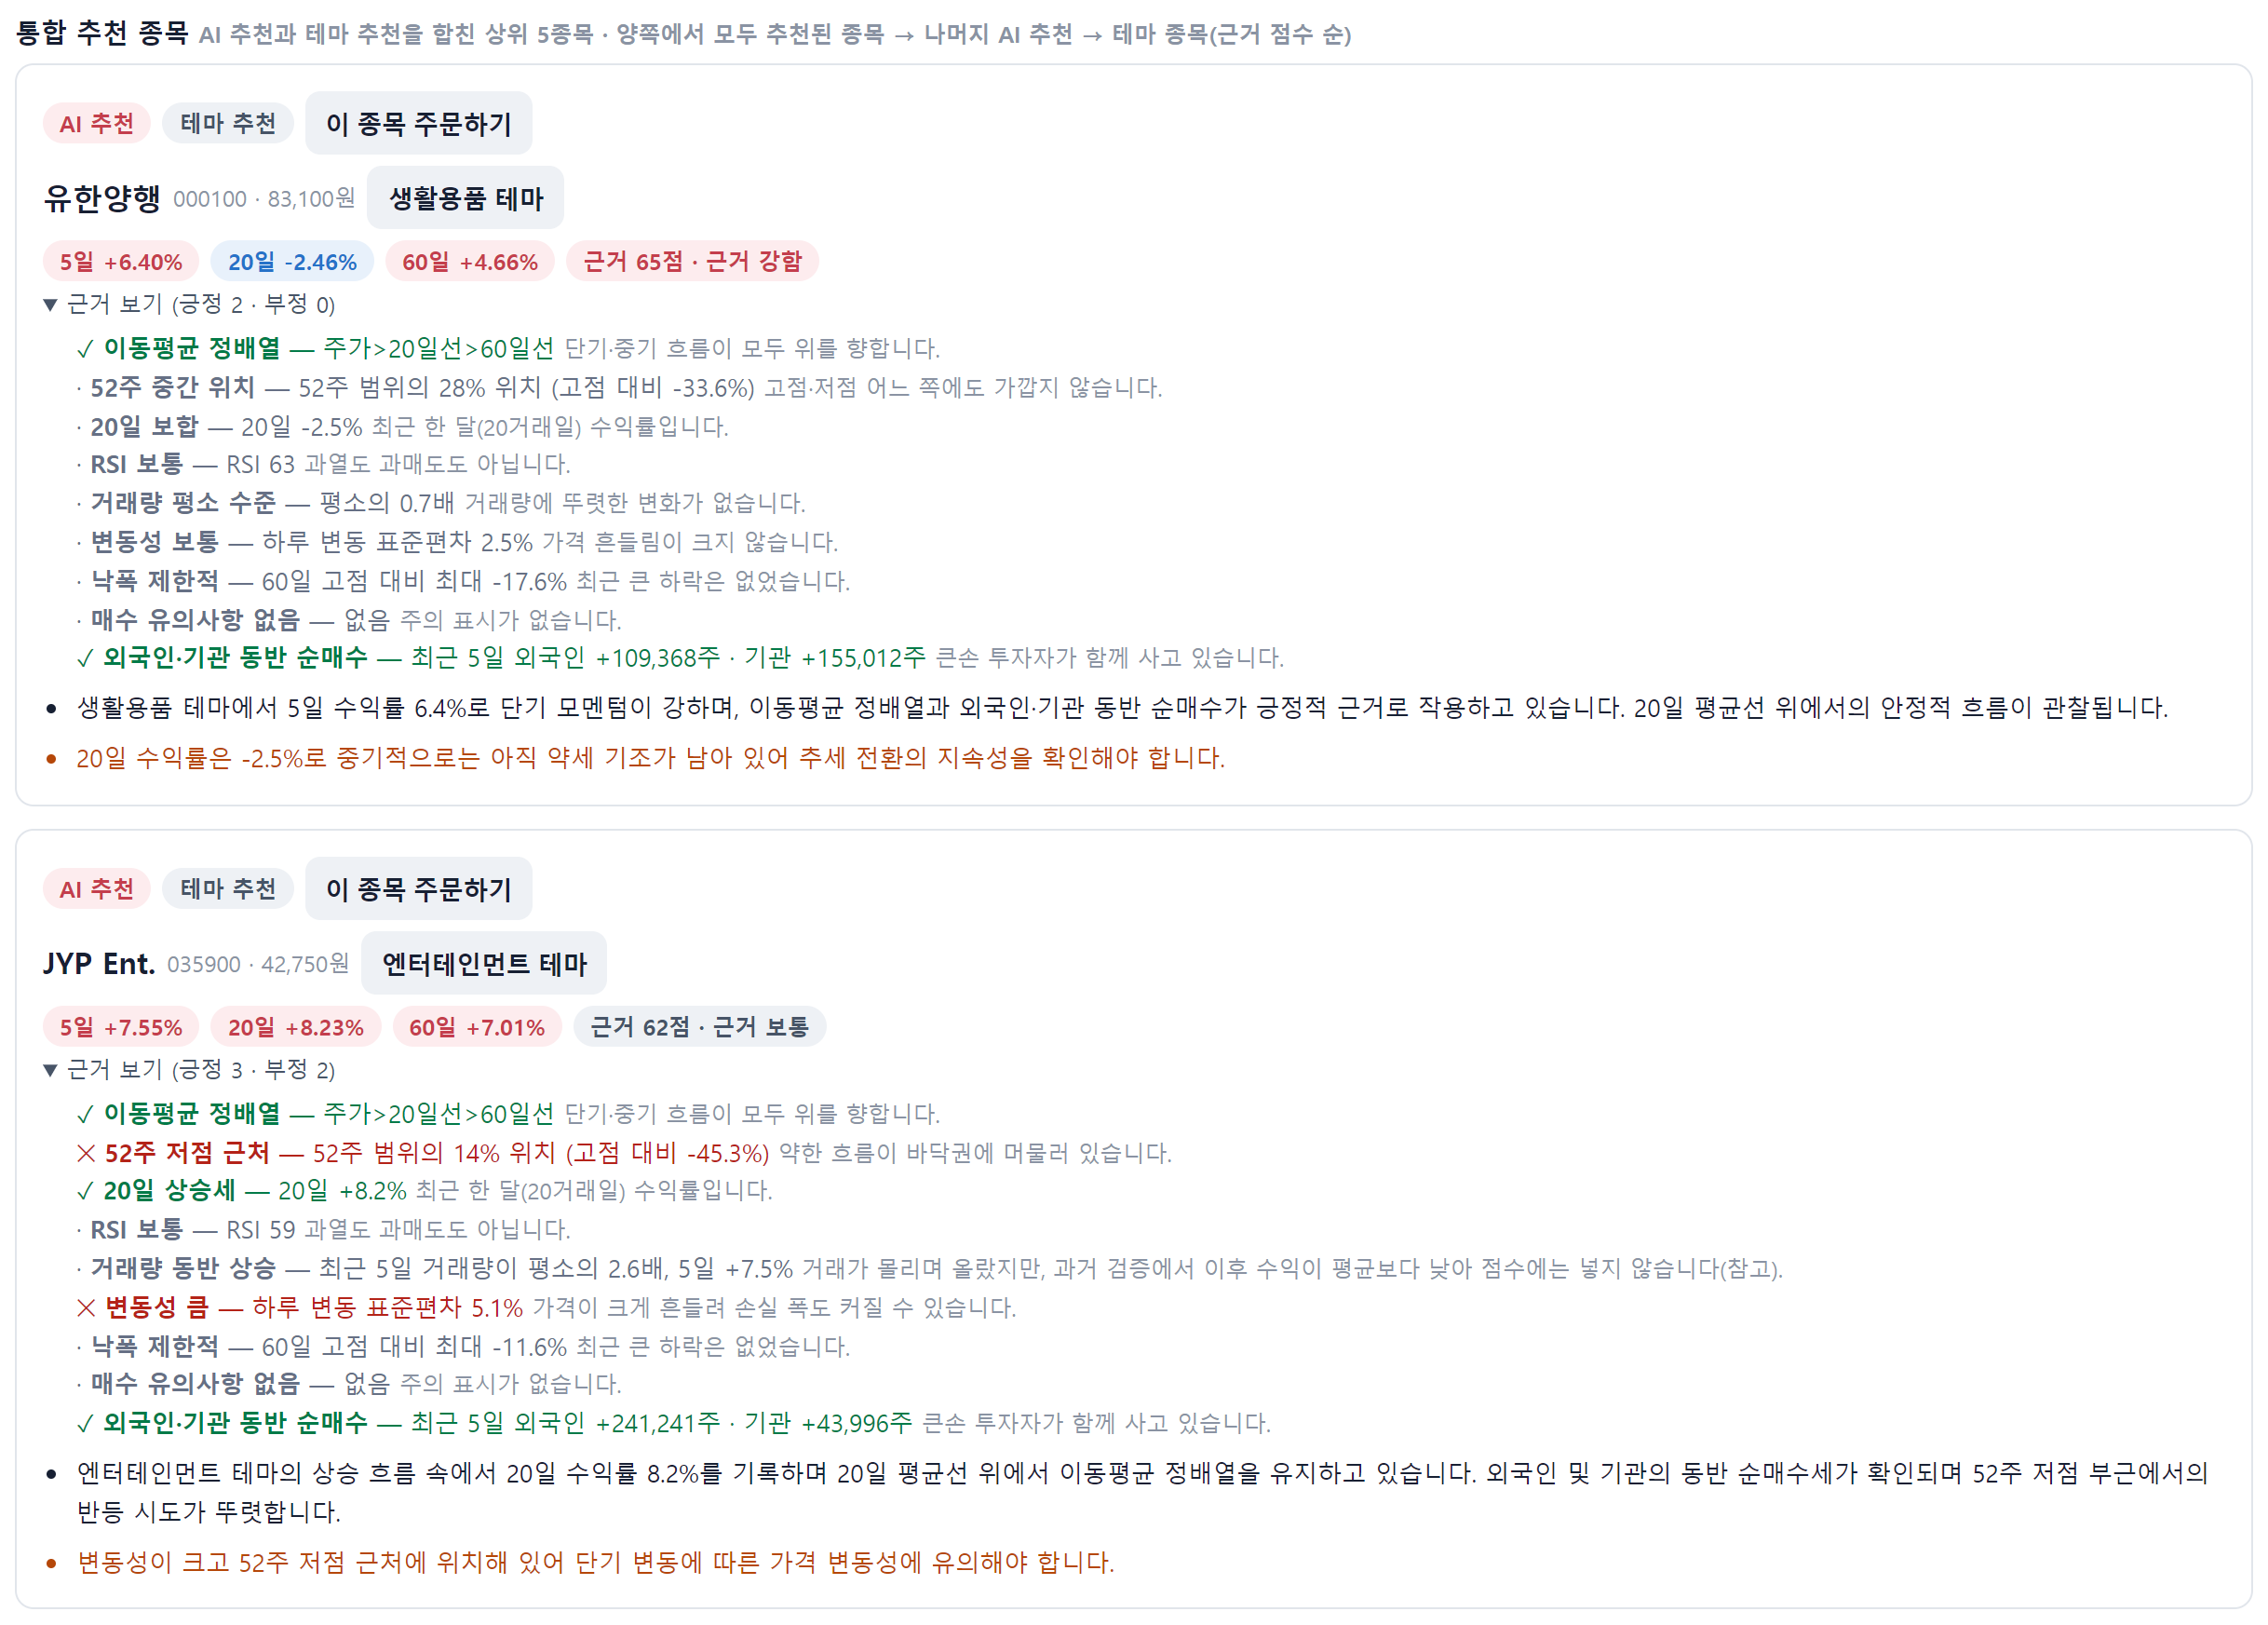 통합 추천 종목 AI 추천과 테마 추천을 합친 상위 5종목 · 양쪽에서 모두 추천된 종목 → 나머지 AI 추천 → 테마 종목(근거 점수 순)
AI 추천 테마 추천 이 종목 주문하기
유한양행 000100 · 83,100원 생활용품 테마
5일 +6.40% 20일 -2.46% 60일 +4.66% 근거 65점 · 근거 강함
▼ 근거 보기 (긍정 2 · 부정 0)
✓ 이동평균 정배열 — 주가>20일선>60일선 단기·중기 흐름이 모두 위를 향합니다.
· 52주 중간 위치 — 52주 범위의 28% 위치 (고점 대비 -33.6%) 고점·저점 어느 쪽에도 가깝지 않습니다.
· 20일 보합 — 20일 -2.5% 최근 한 달(20거래일) 수익률입니다.
· RSI 보통 — RSI 63 과열도 과매도도 아닙니다.
· 거래량 평소 수준 — 평소의 0.7배 거래량에 뚜렷한 변화가 없습니다.
· 변동성 보통 — 하루 변동 표준편차 2.5% 가격 흔들림이 크지 않습니다.
· 낙폭 제한적 — 60일 고점 대비 최대 -17.6% 최근 큰 하락은 없었습니다.
· 매수 유의사항 없음 — 없음 주의 표시가 없습니다.
✓ 외국인·기관 동반 순매수 — 최근 5일 외국인 +109,368주 · 기관 +155,012주 큰손 투자자가 함께 사고 있습니다.
• 생활용품 테마에서 5일 수익률 6.4%로 단기 모멘텀이 강하며, 이동평균 정배열과 외국인·기관 동반 순매수가 긍정적 근거로 작용하고 있습니다. 20일 평균선 위에서의 안정적 흐름이 관찰됩니다.
• 20일 수익률은 -2.5%로 중기적으로는 아직 약세 기조가 남아 있어 추세 전환의 지속성을 확인해야 합니다.
AI 추천 테마 추천 이 종목 주문하기
JYP Ent. 035900 · 42,750원 엔터테인먼트 테마
5일 +7.55% 20일 +8.23% 60일 +7.01% 근거 62점 · 근거 보통
▼ 근거 보기 (긍정 3 · 부정 2)
✓ 이동평균 정배열 — 주가>20일선>60일선 단기·중기 흐름이 모두 위를 향합니다.
✕ 52주 저점 근처 — 52주 범위의 14% 위치 (고점 대비 -45.3%) 약한 흐름이 바닥권에 머물러 있습니다.
✓ 20일 상승세 — 20일 +8.2% 최근 한 달(20거래일) 수익률입니다.
· RSI 보통 — RSI 59 과열도 과매도도 아닙니다.
· 거래량 동반 상승 — 최근 5일 거래량이 평소의 2.6배, 5일 +7.5% 거래가 몰리며 올랐지만, 과거 검증에서 이후 수익이 평균보다 낮아 점수에는 넣지 않습니다(참고).
✕ 변동성 큼 — 하루 변동 표준편차 5.1% 가격이 크게 흔들려 손실 폭도 커질 수 있습니다.
· 낙폭 제한적 — 60일 고점 대비 최대 -11.6% 최근 큰 하락은 없었습니다.
· 매수 유의사항 없음 — 없음 주의 표시가 없습니다.
✓ 외국인·기관 동반 순매수 — 최근 5일 외국인 +241,241주 · 기관 +43,996주 큰손 투자자가 함께 사고 있습니다.
• 엔터테인먼트 테마의 상승 흐름 속에서 20일 수익률 8.2%를 기록하며 20일 평균선 위에서 이동평균 정배열을 유지하고 있습니다. 외국인 및 기관의 동반 순매수세가 확인되며 52주 저점 부근에서의
반등 시도가 뚜렷합니다.
• 변동성이 크고 52주 저점 근처에 위치해 있어 단기 변동에 따른 가격 변동성에 유의해야 합니다.